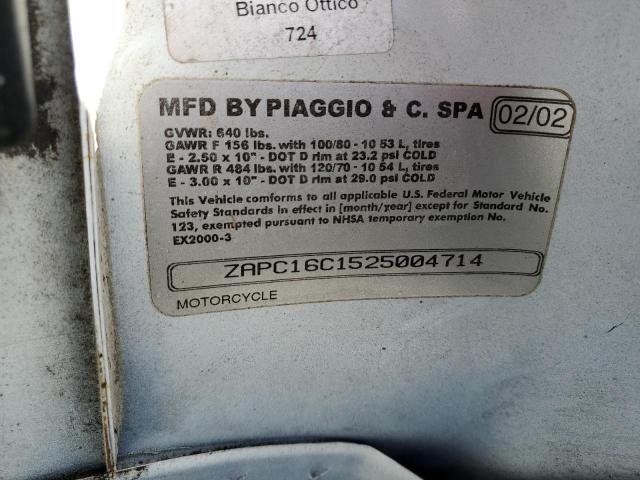 Bianco Ottico
724
MFD BY PIAGGIO & C. SPA 02/02
GVWR: 640 lbs.
GAWR F 156 lbs. with 100/80 - 10 53 L, tires
E - 2.50 x 10" - DOT D rim at 23.2 psi COLD
GAWR R 484 lbs. with 120/70 - 10 54 L, tires
E - 3.00 x 10" - DOT D rim at 29.0 psi COLD
This Vehicle conforms to all applicable U.S. Federal Motor Vehicle
Safety Standards in effect in [month/year] except for Standard No.
123, exempted pursuant to NHSA temporary exemption No.
EX2000-3
ZAPC16C1525004714
MOTORCYCLE